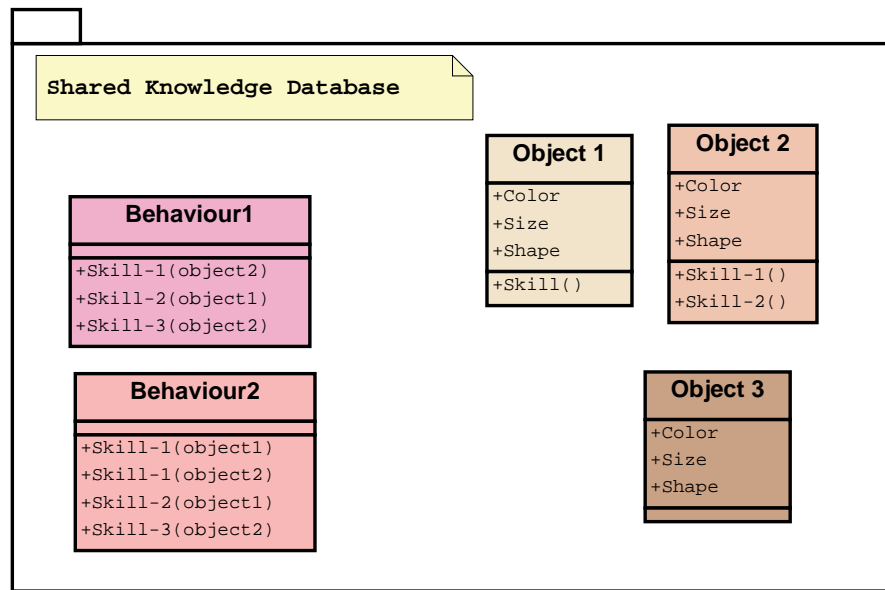 Shared Knowledge Database
Behaviour1
+Skill-1(object2)
+Skill-2(object1)
+Skill-3(object2)
Behaviour2
+Skill-1(object1)
+Skill-1(object2)
+Skill-2(object1)
+Skill-3(object2)
Object 1
+Color
+Size
+Shape
+Skill()
Object 2
+Color
+Size
+Shape
+Skill-1()
+Skill-2()
Object 3
+Color
+Size
+Shape